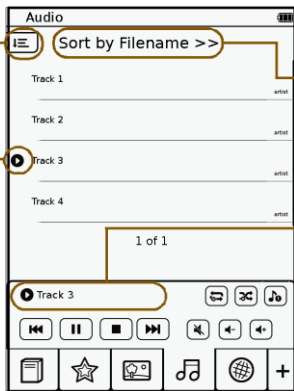 Audio
Sort by Filename >>
Track 1
artist
Track 2
artist
Track 3
artist
Track 4
artist
1 of 1
Track 3